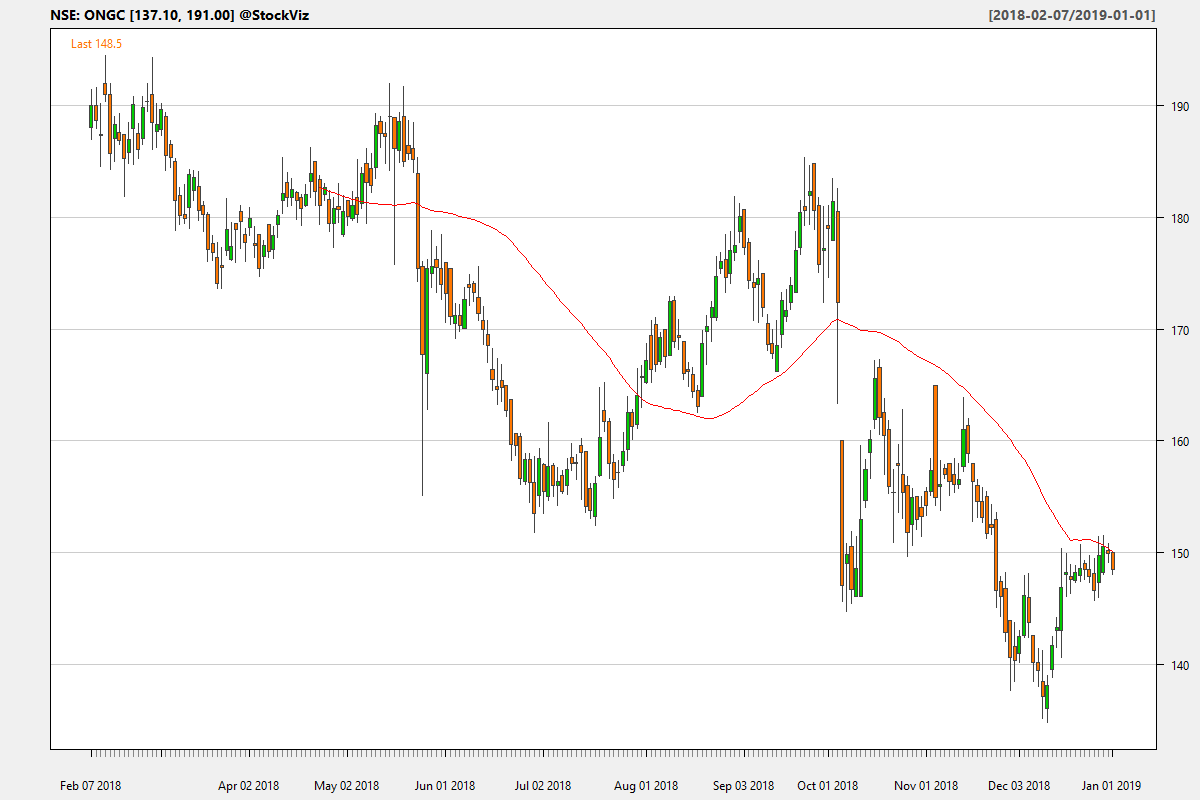 NSE: ONGC [137.10, 191.00] @StockViz
[2018-02-07/2019-01-01]
Last 148.5
190
180
170
160
150
140
Feb 07 2018
Apr 02 2018
May 02 2018
Jun 01 2018
Jul 02 2018
Aug 01 2018
Sep 03 2018
Oct 01 2018
Nov 01 2018
Dec 03 2018
Jan 01 2019